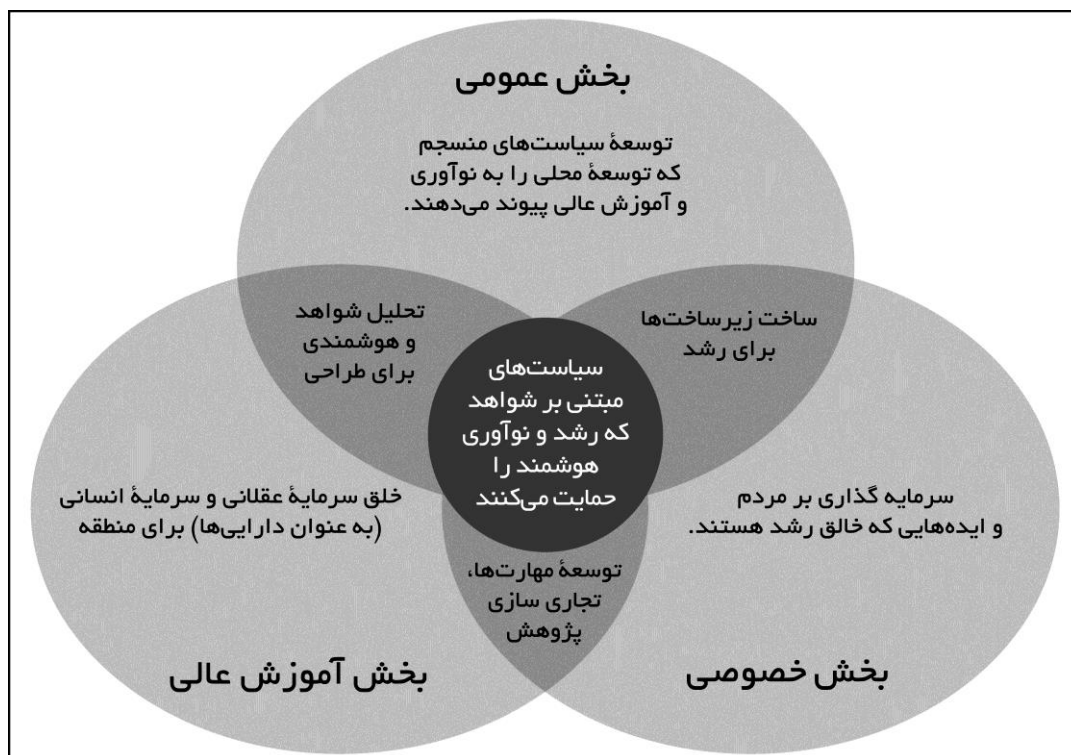 بخش عمومی
توسعهٔ سیاست‌های منسجم
که توسعهٔ محلی را به نوآوری
و آموزش عالی پیوند می‌دهند.
ساخت زیرساخت‌ها
برای رشد
تحلیل شواهد
و هوشمندی
برای طراحی
سیاست‌های
مبتنی بر شواهد
که رشد و نوآوری
هوشمند را
حمایت می‌کنند
سرمایه گذاری بر مردم
و ایده‌هایی که خالق رشد هستند.
خلق سرمایهٔ عقلانی و سرمایهٔ انسانی
(به عنوان دارایی‌ها) برای منطقه
توسعهٔ مهارت‌ها،
تجاری سازی
پژوهش
بخش خصوصی
بخش آموزش عالی